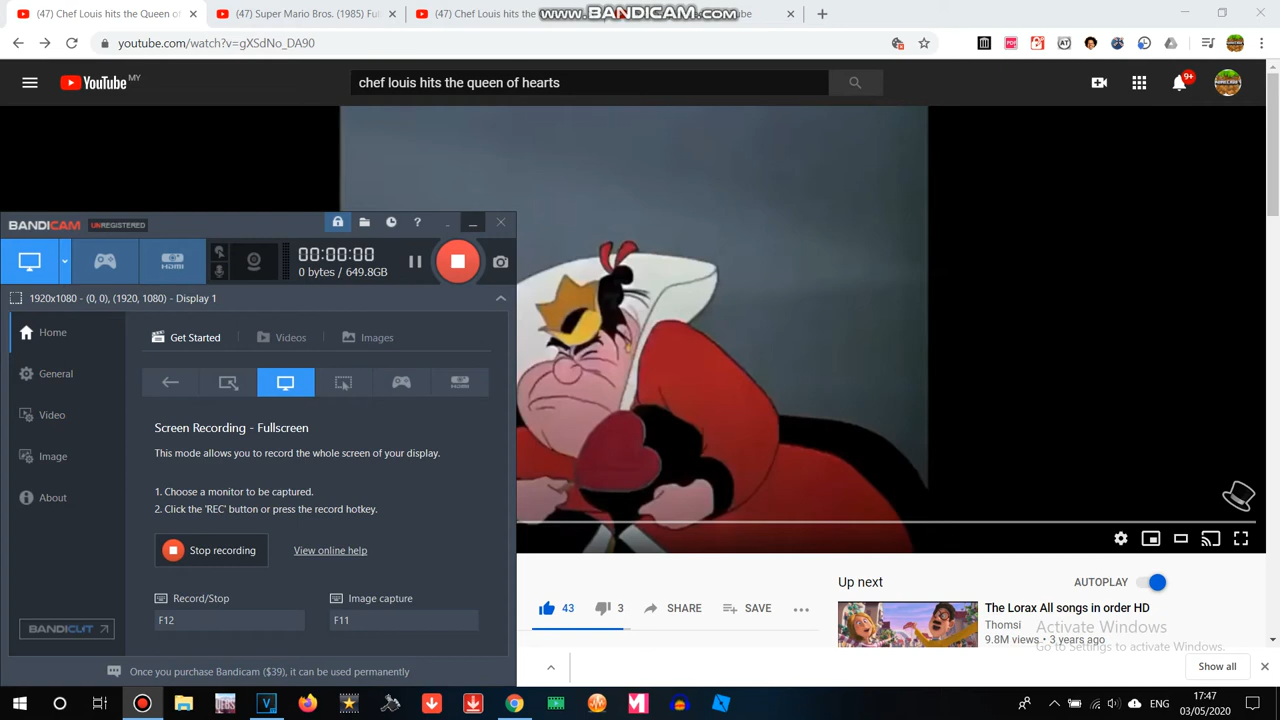 (47) Chef Louis hits the Queen of
(47) Super Mario Bros. (1985) Ful
(47) Chef Louis hits the
www.BANDICAM.com
youtube.com/watch?v=gXSdNo_DA90
YouTube MY
chef louis hits the queen of hearts
9+
BANDICAM UNREGISTERED
HDMI
00:00:00
0 bytes / 649.8GB
1920x1080 - (0, 0), (1920, 1080) - Display 1
Home
Get Started
Videos
Images
General
Video
Image
About
Screen Recording - Fullscreen
This mode allows you to record the whole screen of your display.
1. Choose a monitor to be captured.
2. Click the 'REC' button or press the record hotkey.
Stop recording
View online help
Record/Stop
Image capture
F12
F11
BANDICUT
Once you purchase Bandicam ($39), it can be used permanently
43
3
SHARE
SAVE
Up next
AUTOPLAY
The Lorax All songs in order HD
Thomsi
9.8M views • 3 years ago
Activate Windows
Go to Settings to activate Windows.
Show all
ENG
17:47
03/05/2020